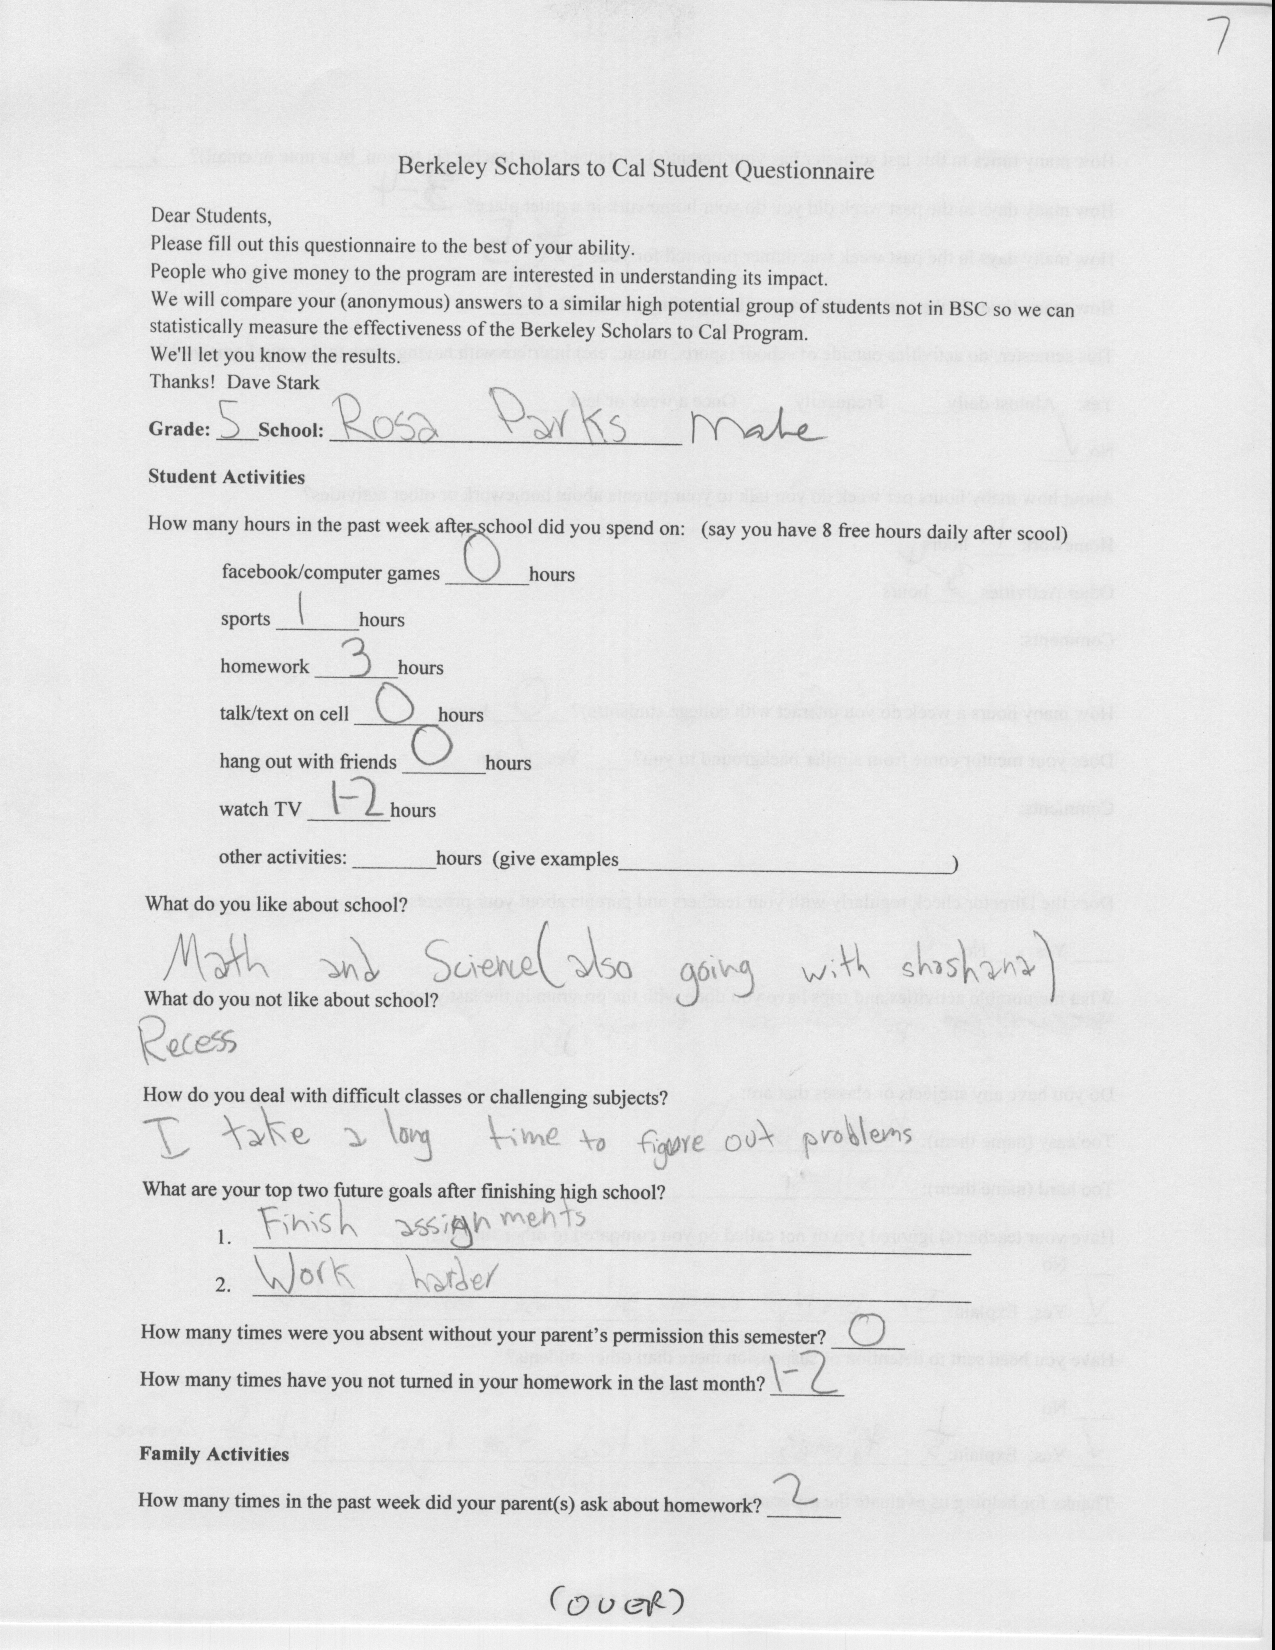 7
Berkeley Scholars to Cal Student Questionnaire
Dear Students,
Please fill out this questionnaire to the best of your ability.
People who give money to the program are interested in understanding its impact.
We will compare your (anonymous) answers to a similar high potential group of students not in BSC so we can
statistically measure the effectiveness of the Berkeley Scholars to Cal Program.
We'll let you know the results.
Thanks! Dave Stark
Grade: 5 School: Rosa Parks Male
Student Activities
How many hours in the past week after school did you spend on: (say you have 8 free hours daily after scool)
facebook/computer games 0 hours
sports 1 hours
homework 3 hours
talk/text on cell 0 hours
hang out with friends 0 hours
watch TV 1-2 hours
other activities: ________ hours (give examples________________)
What do you like about school?
Math and Science (also going with shoshana)
What do you not like about school?
Recess
How do you deal with difficult classes or challenging subjects?
I take a long time to figure out problems
What are your top two future goals after finishing high school?
1. Finish assignments
2. Work harder
How many times were you absent without your parent's permission this semester? 0
How many times have you not turned in your homework in the last month? 1-2
Family Activities
How many times in the past week did your parent(s) ask about homework? 2
(OVER)